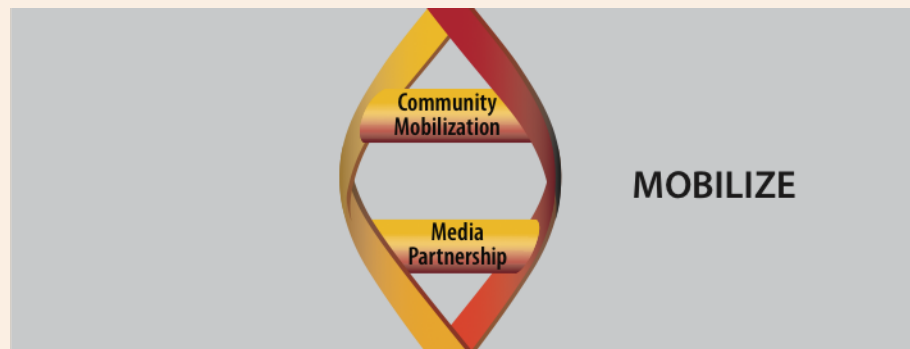 Community
Mobilization
MOBILIZE
Media
Partnership